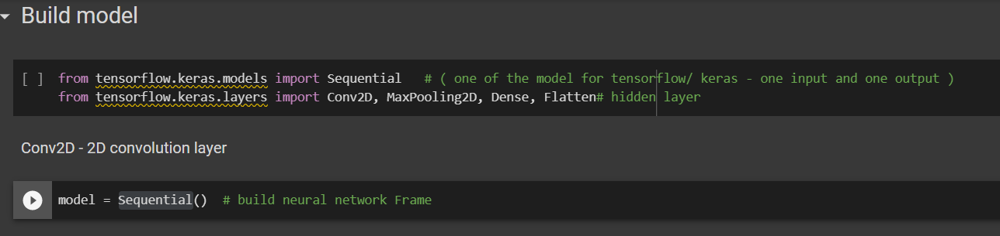 Build model
[ ] from tensorflow.keras.models import Sequential   # ( one of the model for tensorflow/ keras - one input and one output )
from tensorflow.keras.layers import Conv2D, MaxPooling2D, Dense, Flatten# hidden layer
Conv2D - 2D convolution layer
model = Sequential()  # build neural network Frame